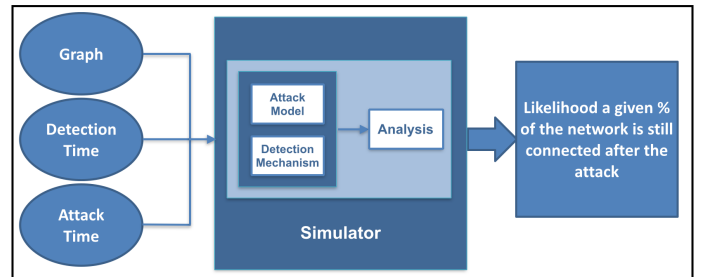 Graph
Detection
Time
Attack
Time
Attack
Model
Detection
Mechanism
Analysis
Simulator
Likelihood a given %
of the network is still
connected after the
attack